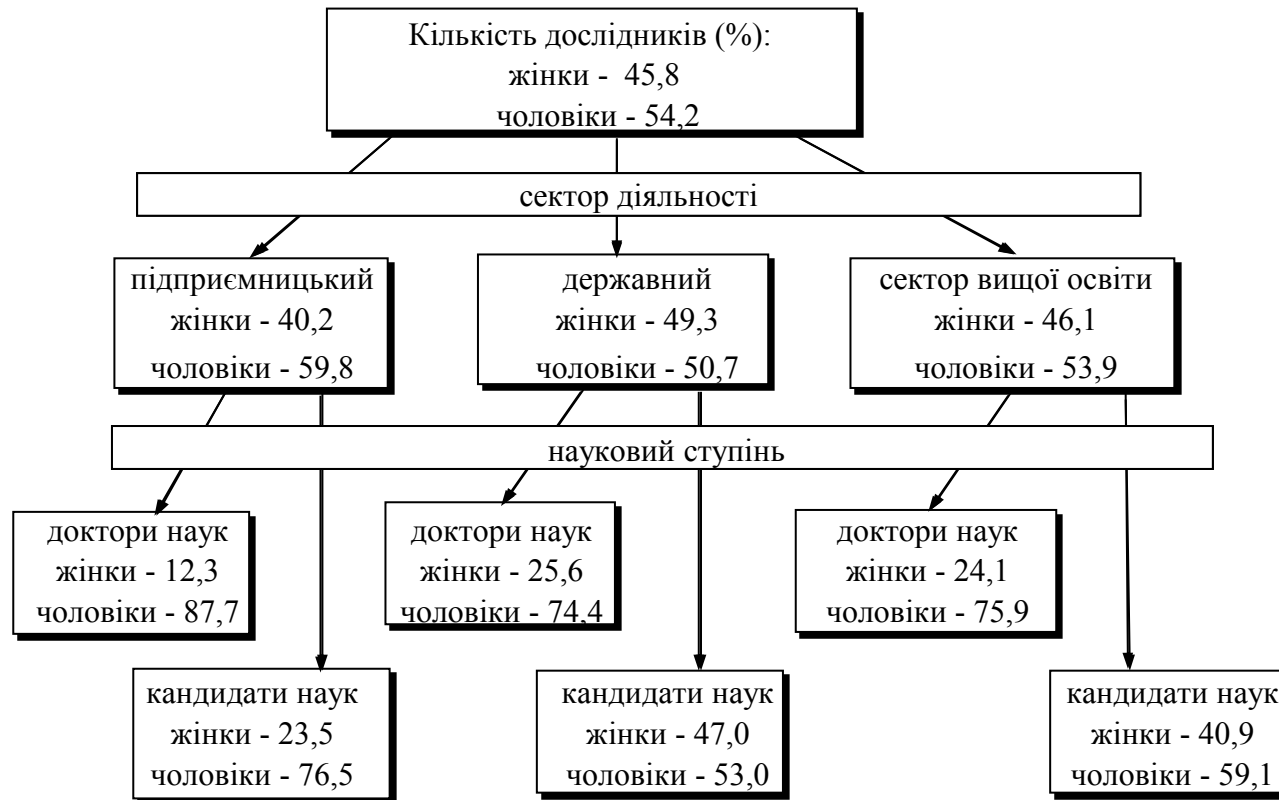 Кількість дослідників (%):
жінки - 45,8
чоловіки - 54,2
сектор діяльності
підприємницький
жінки - 40,2
чоловіки - 59,8
державний
жінки - 49,3
чоловіки - 50,7
сектор вищої освіти
жінки - 46,1
чоловіки - 53,9
науковий ступінь
доктори наук
жінки - 12,3
чоловіки - 87,7
доктори наук
жінки - 25,6
чоловіки - 74,4
доктори наук
жінки - 24,1
чоловіки - 75,9
кандидати наук
жінки - 23,5
чоловіки - 76,5
кандидати наук
жінки - 47,0
чоловіки - 53,0
кандидати наук
жінки - 40,9
чоловіки - 59,1